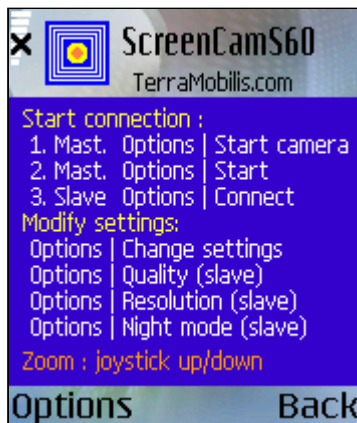 ScreenCamS60
TerraMobilis.com
Start connection :
1. Mast. Options | Start camera
2. Mast. Options | Start
3. Slave Options | Connect
Modify settings:
Options | Change settings
Options | Quality (slave)
Options | Resolution (slave)
Options | Night mode (slave)
Zoom : joystick up/down
Options Back